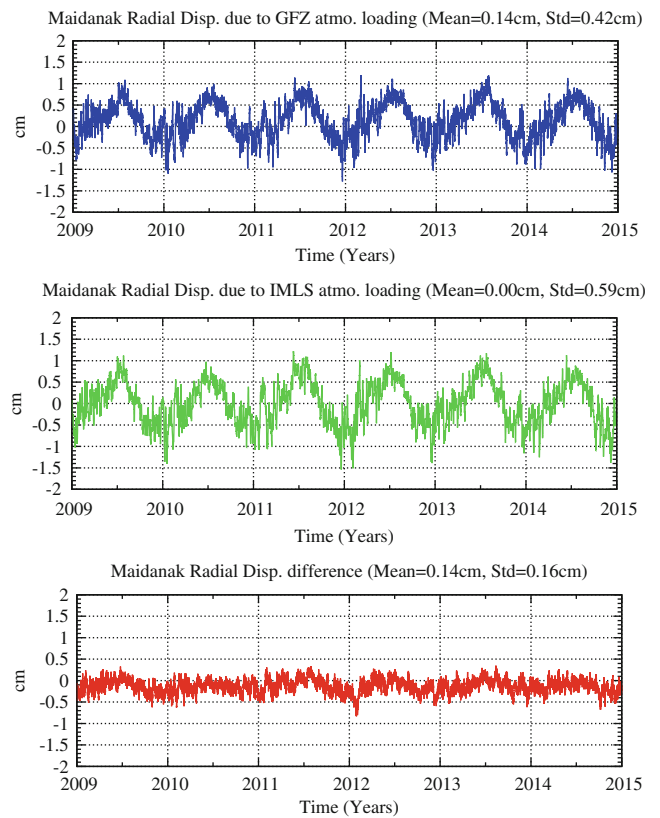 Maidanak Radial Disp. due to GFZ atmo. loading (Mean=0.14cm, Std=0.42cm)
2
1.5
1
0.5
0
-0.5
-1
-1.5
-2
cm
2009 2010 2011 2012 2013 2014 2015
Time (Years)
Maidanak Radial Disp. due to IMLS atmo. loading (Mean=0.00cm, Std=0.59cm)
2
1.5
1
0.5
0
-0.5
-1
-1.5
-2
cm
2009 2010 2011 2012 2013 2014 2015
Time (Years)
Maidanak Radial Disp. difference (Mean=0.14cm, Std=0.16cm)
2
1.5
1
0.5
0
-0.5
-1
-1.5
-2
cm
2009 2010 2011 2012 2013 2014 2015
Time (Years)